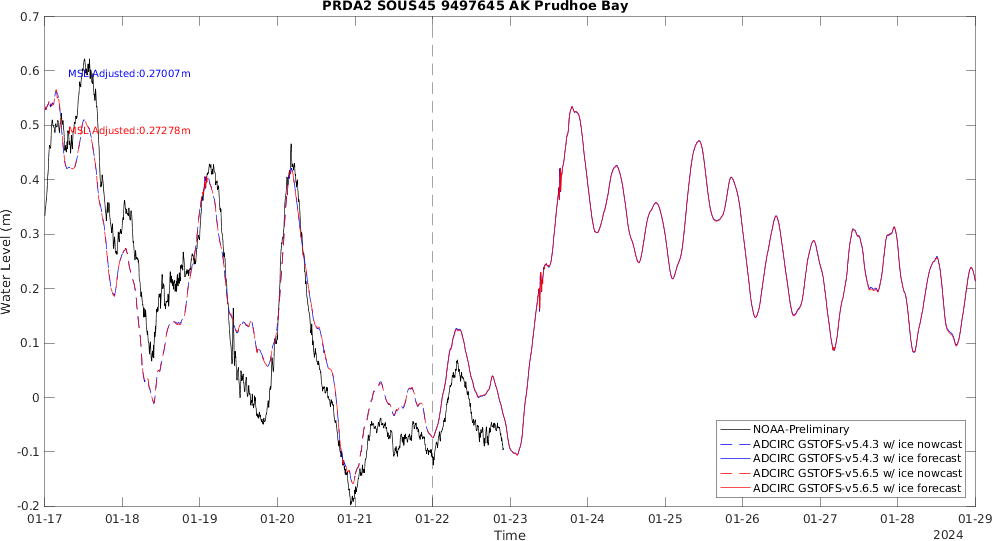 PRDA2 SOUS45 9497645 AK Prudhoe Bay
0.7
0.6
0.5
0.4
0.3
0.2
0.1
0
-0.1
-0.2
Water Level (m)
MSL Adjusted:0.27007m
MSL Adjusted:0.27278m
NOAA-Preliminary
ADCIRC GSTOFS-v5.4.3 w/ ice nowcast
ADCIRC GSTOFS-v5.4.3 w/ ice forecast
ADCIRC GSTOFS-v5.6.5 w/ ice nowcast
ADCIRC GSTOFS-v5.6.5 w/ ice forecast
01-17 01-18 01-19 01-20 01-21 01-22 01-23 01-24 01-25 01-26 01-27 01-28 01-29
Time
2024